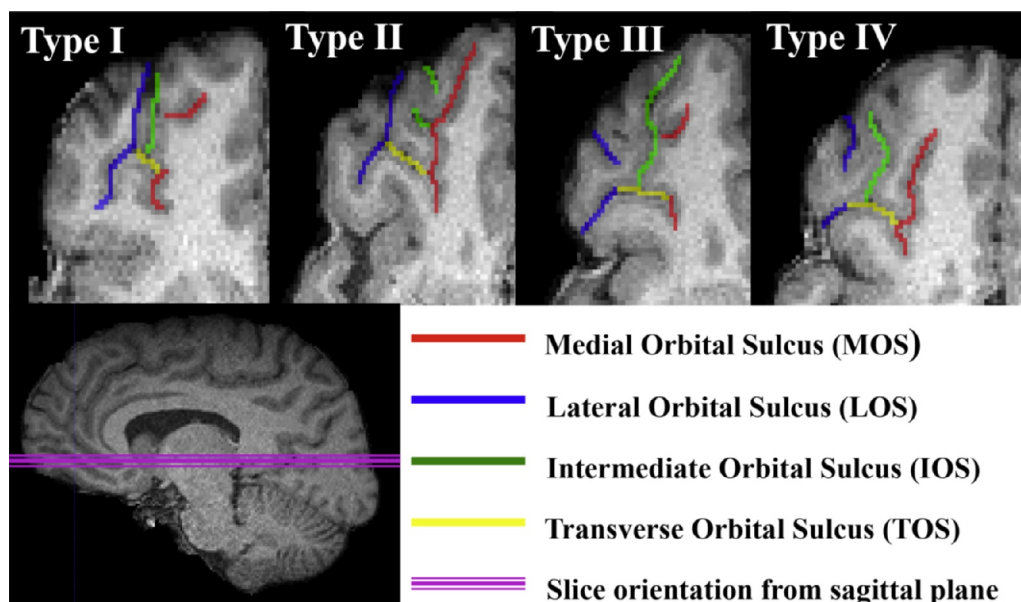 Type I
Type II
Type III
Type IV
Medial Orbital Sulcus (MOS)
Lateral Orbital Sulcus (LOS)
Intermediate Orbital Sulcus (IOS)
Transverse Orbital Sulcus (TOS)
Slice orientation from sagittal plane